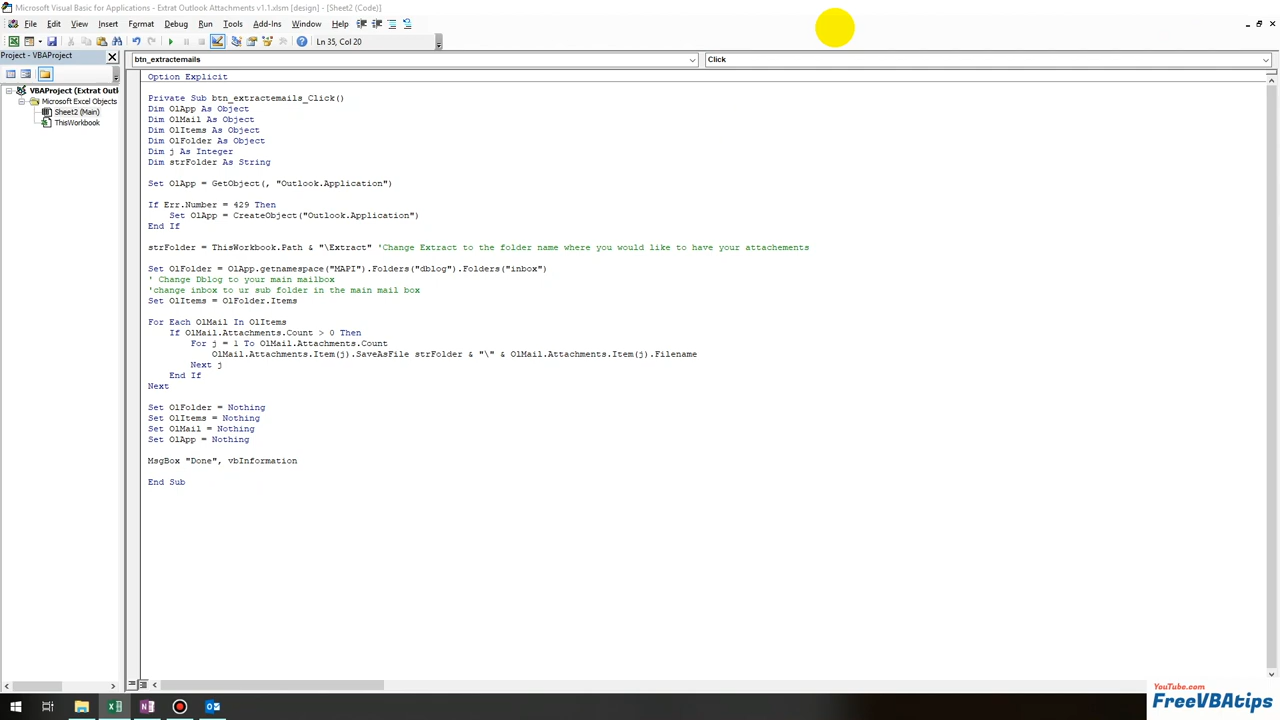 Microsoft Visual Basic for Applications - Extrat Outlook Attachments v1.1.xlsm [design] - [Sheet2 (Code)]
File Edit View Insert Format Debug Run Tools Add-Ins Window Help
Ln 35, Col 20
Project - VBAProject
btn_extractemails
Click
VBAProject (Extrat Outl
Microsoft Excel Objects
Sheet2 (Main)
ThisWorkbook
Option Explicit
Private Sub btn_extractemails_Click()
Dim OlApp As Object
Dim OlMail As Object
Dim OlItems As Object
Dim OlFolder As Object
Dim j As Integer
Dim strFolder As String
Set OlApp = GetObject(, "Outlook.Application")
If Err.Number = 429 Then
Set OlApp = CreateObject("Outlook.Application")
End If
strFolder = ThisWorkbook.Path & "\Extract" 'Change Extract to the folder name where you would like to have your attachements
Set OlFolder = OlApp.getnamespace("MAPI").Folders("dblog").Folders("inbox")
' Change Dblog to your main mailbox
'change inbox to ur sub folder in the main mail box
Set OlItems = OlFolder.Items
For Each OlMail In OlItems
If OlMail.Attachments.Count > 0 Then
For j = 1 To OlMail.Attachments.Count
OlMail.Attachments.Item(j).SaveAsFile strFolder & "\" & OlMail.Attachments.Item(j).Filename
Next j
End If
Next
Set OlFolder = Nothing
Set OlItems = Nothing
Set OlMail = Nothing
Set OlApp = Nothing
MsgBox "Done", vbInformation
End Sub
YouTube.com
FreeVBAtips